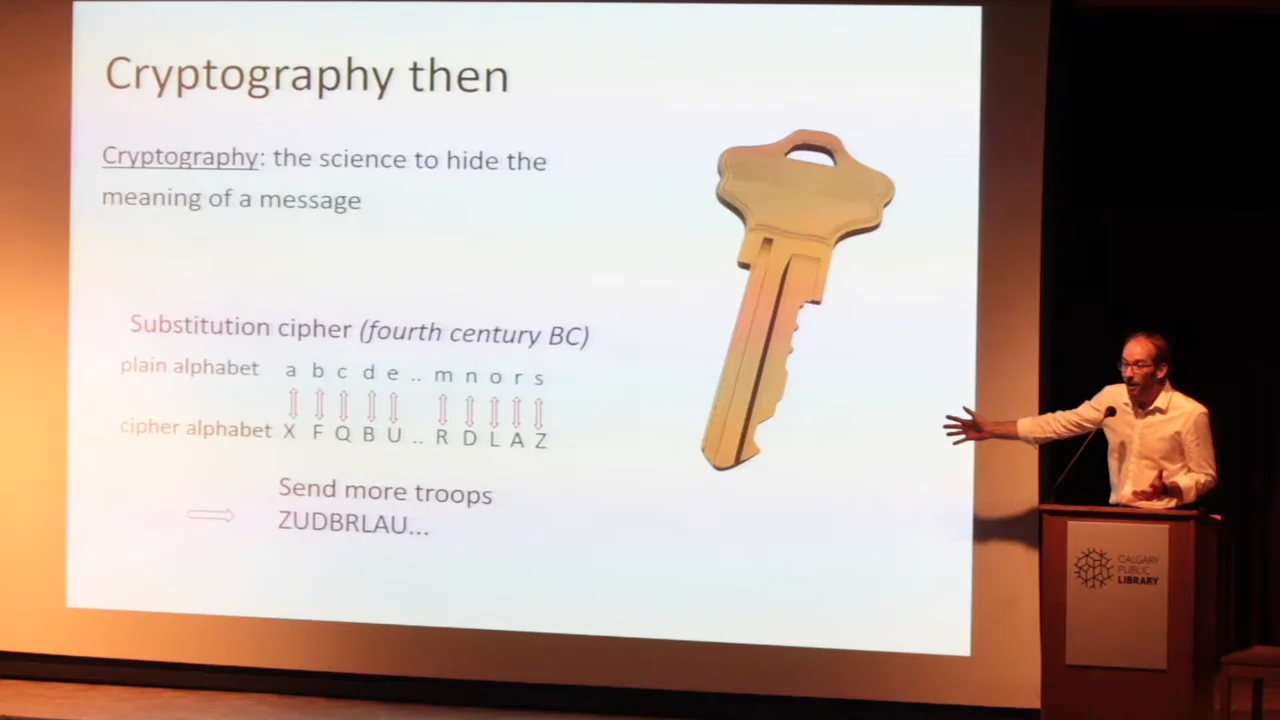 Cryptography then
Cryptography: the science to hide the
meaning of a message
Substitution cipher (fourth century BC)
plain alphabet a b c d e .. m n o r s
cipher alphabet X F Q B U .. R D L A Z
Send more troops
ZUDBRLAU...
CALGARY
PUBLIC
LIBRARY